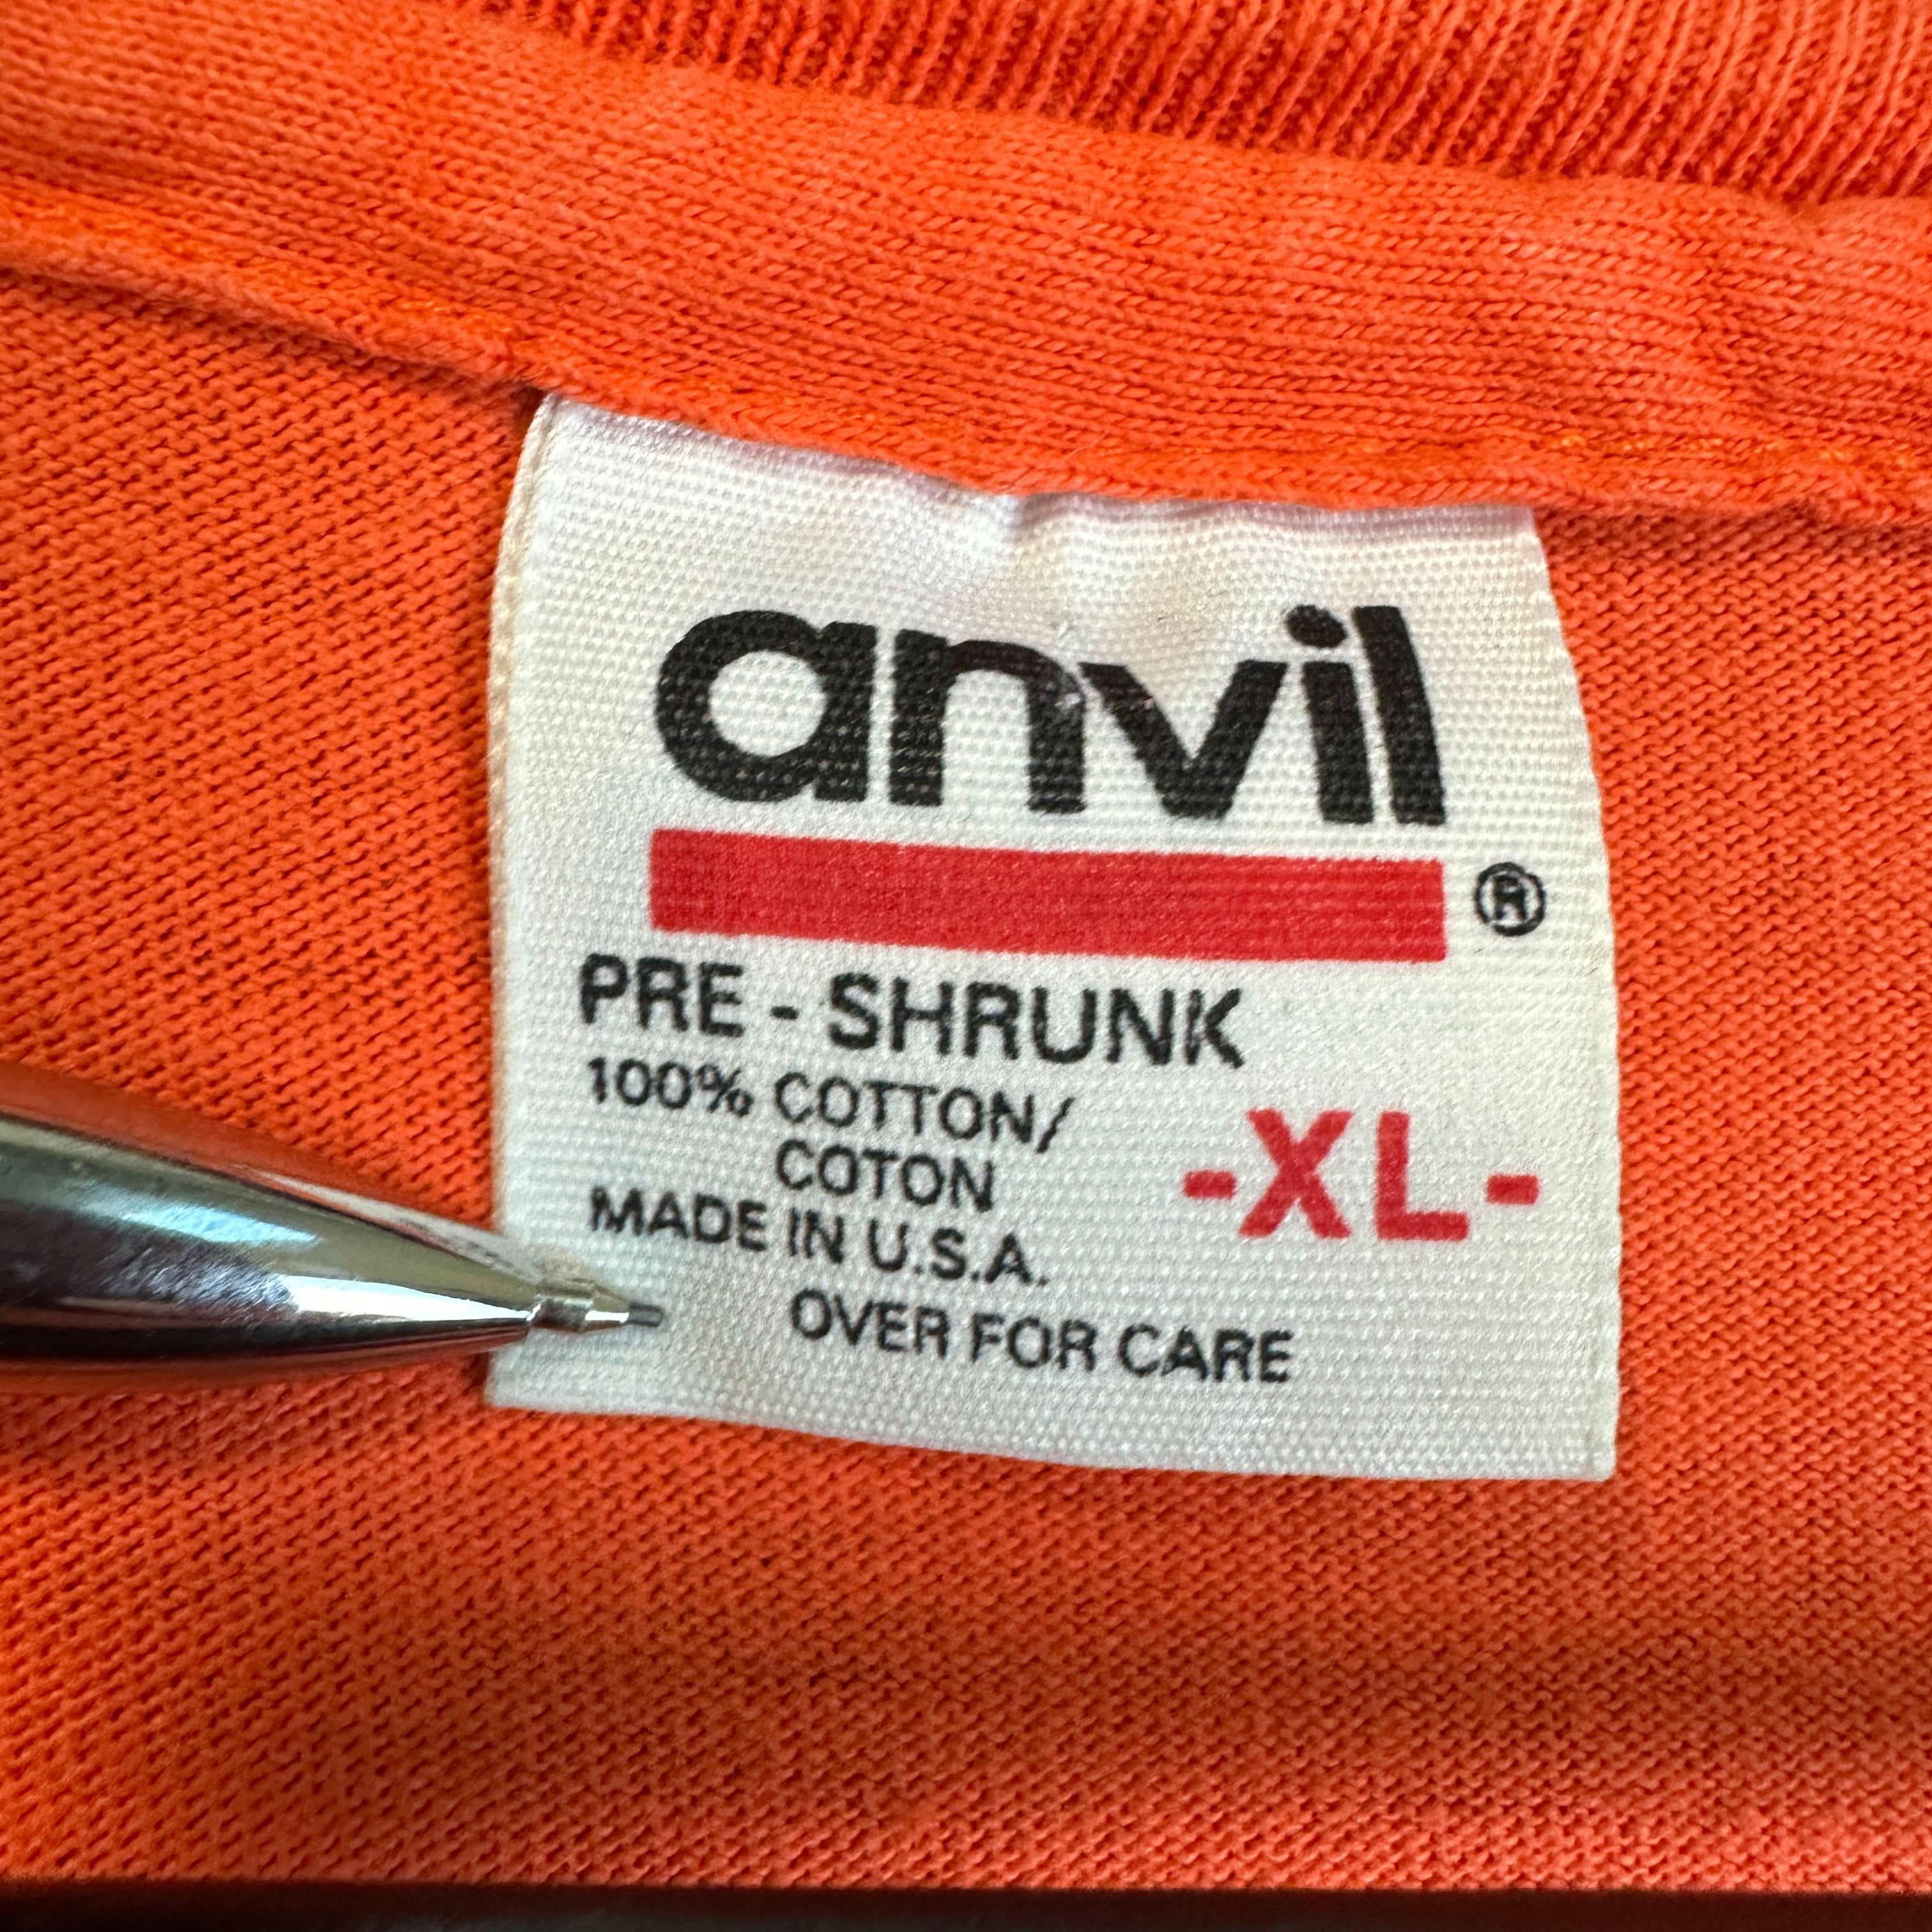 anvil
®
PRE - SHRUNK
100% COTTON/
COTON
-XL-
MADE IN U.S.A.
OVER FOR CARE